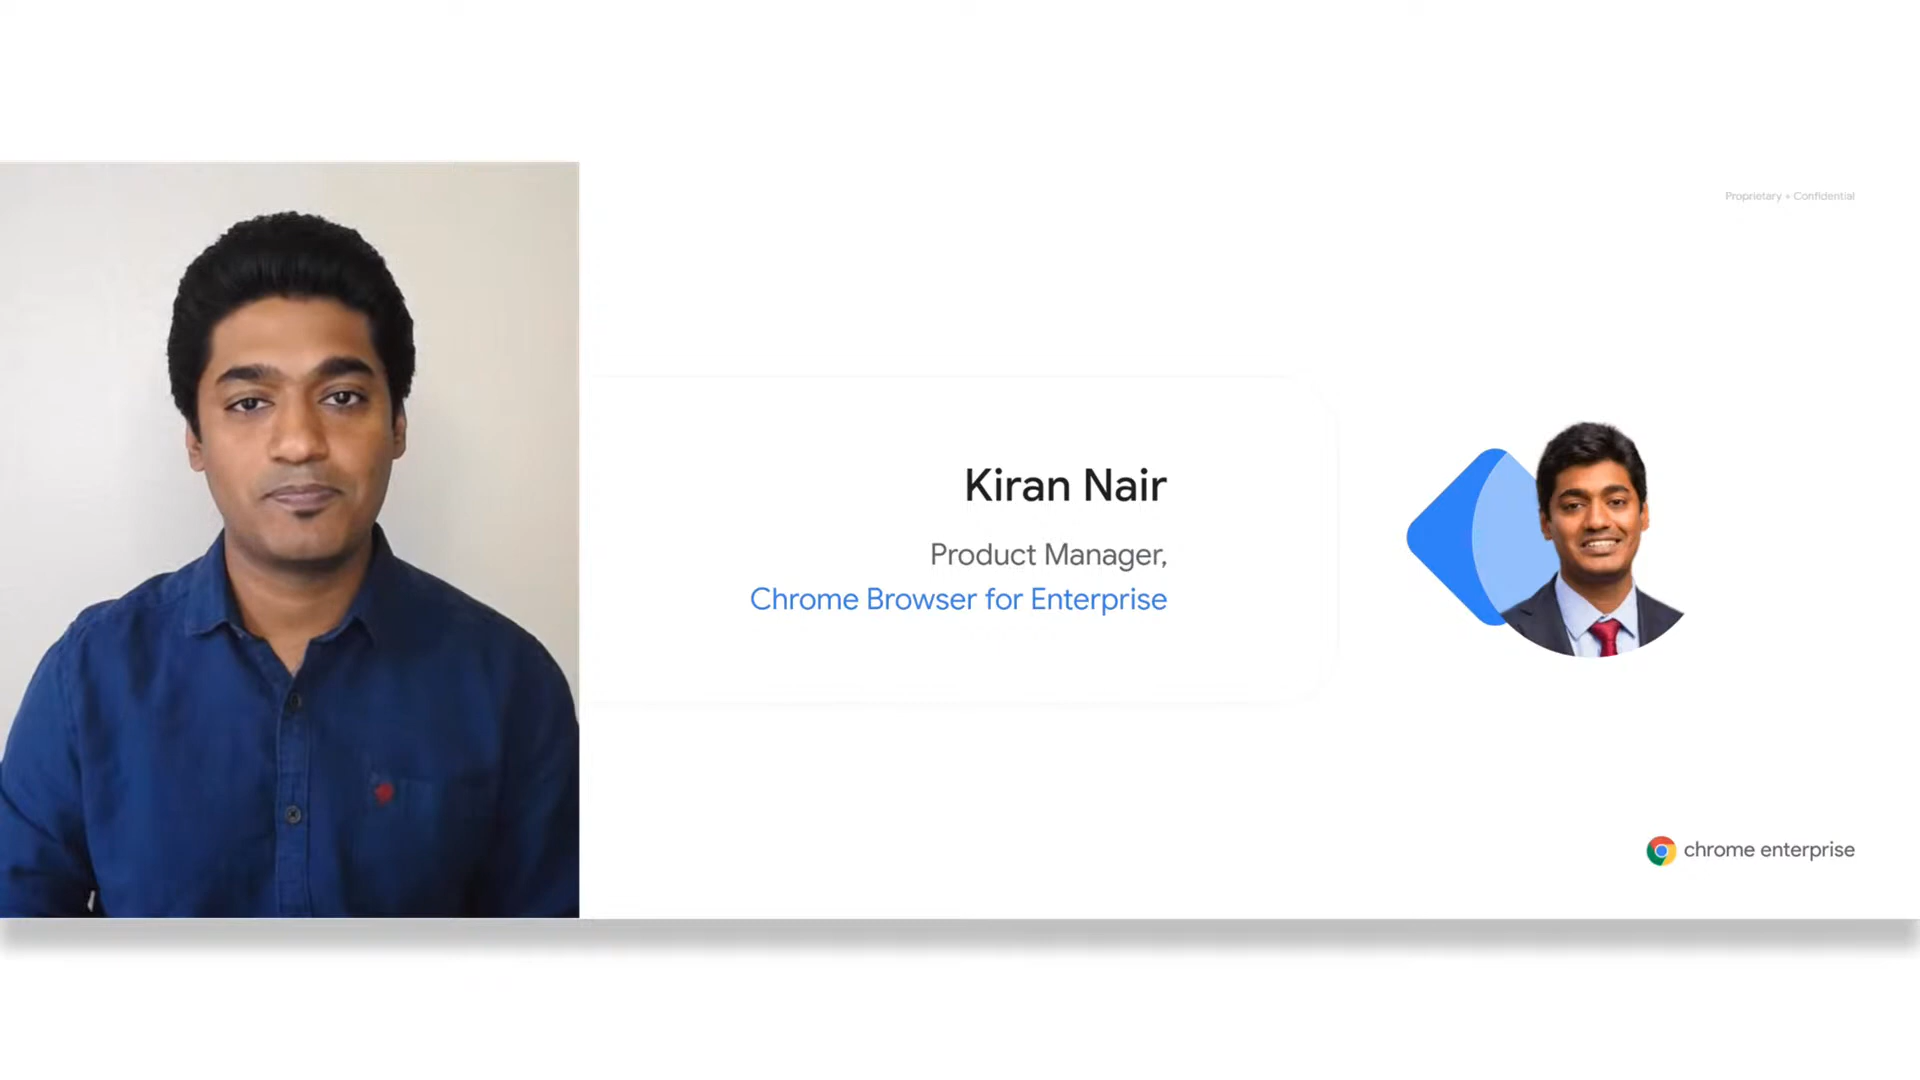 Proprietary + Confidential
Kiran Nair
Product Manager,
Chrome Browser for Enterprise
chrome enterprise